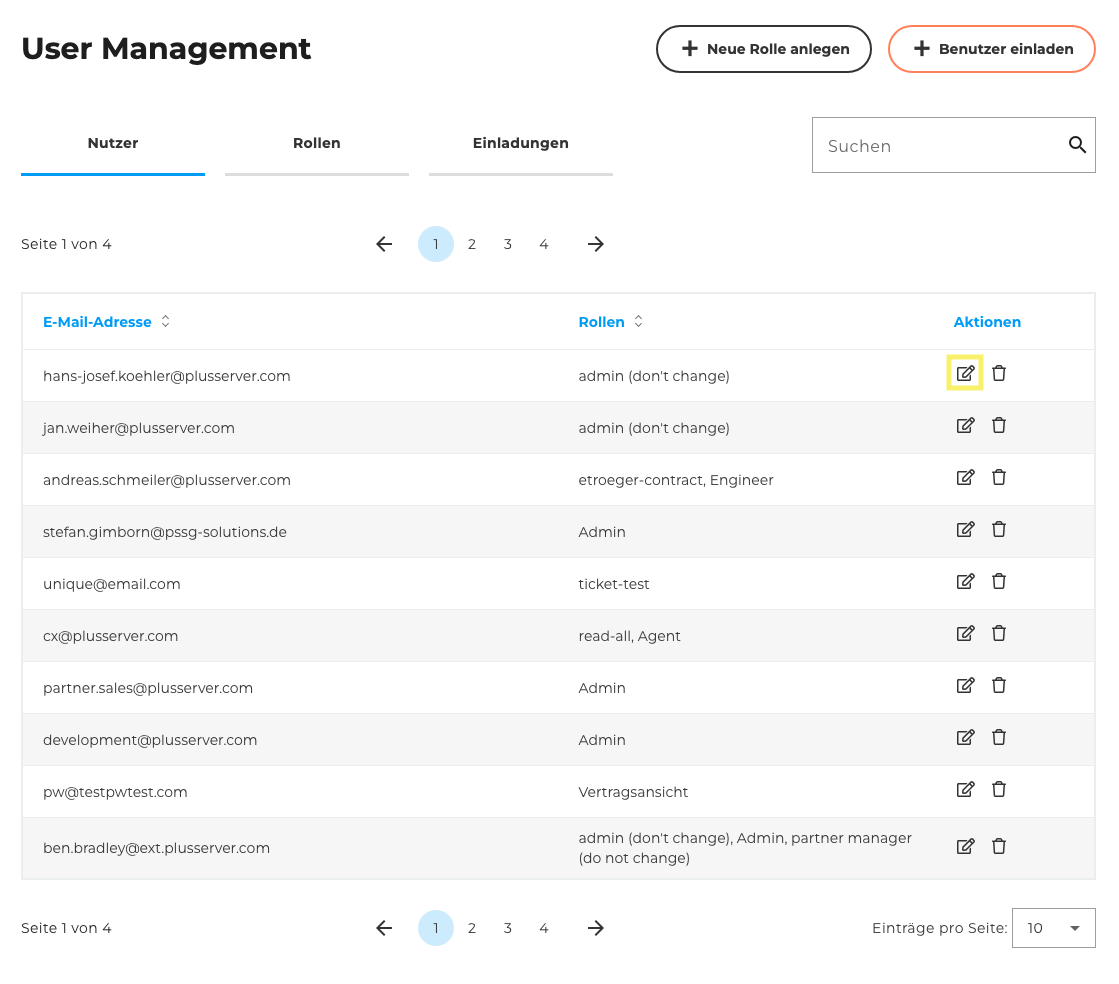 User Management
Neue Rolle anlegen
Benutzer einladen
Nutzer
Rollen
Einladungen
Suchen
Seite 1 von 4
1 2 3 4
E-Mail-Adresse Rollen Aktionen
hans-josef.koehler@plusserver.com admin (don't change)
jan.weiher@plusserver.com admin (don't change)
andreas.schmeiler@plusserver.com etroeger-contract, Engineer
stefan.gimborn@pssg-solutions.de Admin
unique@email.com ticket-test
cx@plusserver.com read-all, Agent
partner.sales@plusserver.com Admin
development@plusserver.com Admin
pw@testpwtest.com Vertragsansicht
ben.bradley@ext.plusserver.com admin (don't change), Admin, partner manager
(do not change)
Seite 1 von 4
1 2 3 4
Einträge pro Seite: 10